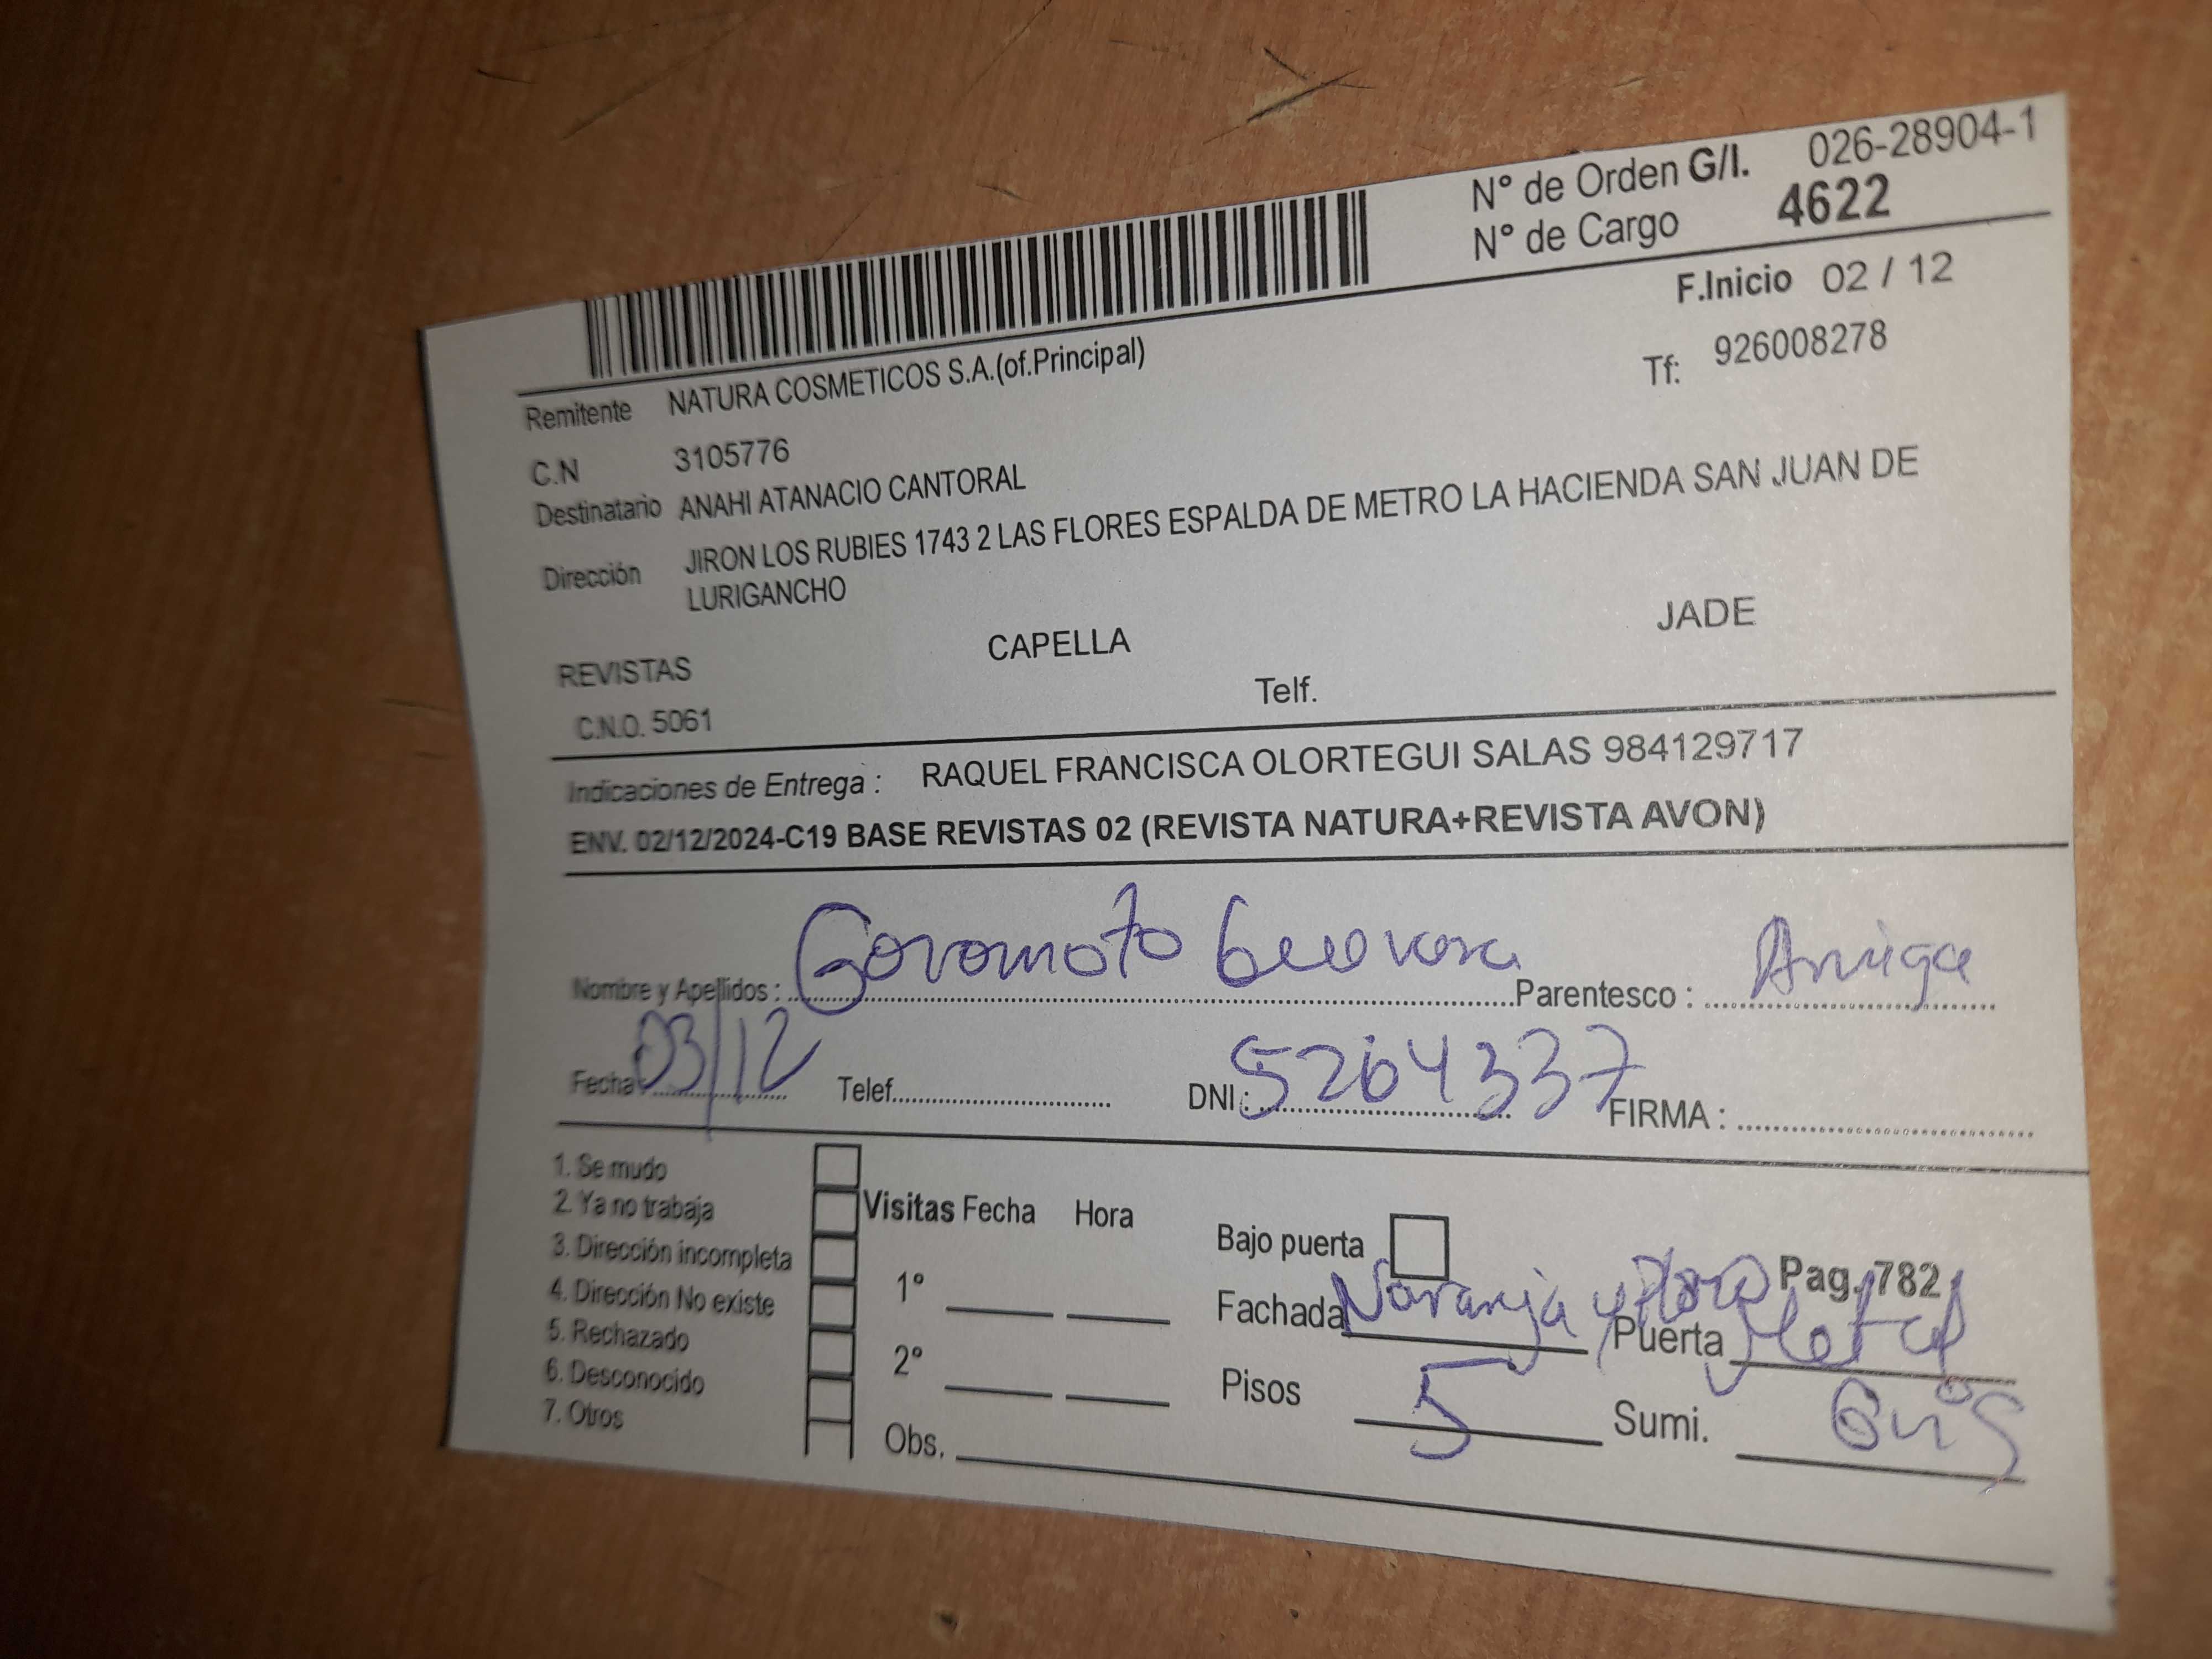 N° de Orden G/I. 026-28904-1
N° de Cargo 4622
F.Inicio 02 / 12
Remitente NATURA COSMETICOS S.A.(of.Principal)
Tf: 926008278
C.N 3105776
Destinatario ANAHI ATANACIO CANTORAL
Dirección JIRON LOS RUBIES 1743 2 LAS FLORES ESPALDA DE METRO LA HACIENDA SAN JUAN DE
LURIGANCHO
REVISTAS CAPELLA JADE
C.N.O. 5061 Telf.
Indicaciones de Entrega : RAQUEL FRANCISCA OLORTEGUI SALAS 984129717
ENV. 02/12/2024-C19 BASE REVISTAS 02 (REVISTA NATURA+REVISTA AVON)
Nombre y Apellidos : Coromoto Guevara Parentesco : Amiga
Fecha : 03/12 Telef. DNI : 5264337 FIRMA :
1. Se mudo
2. Ya no trabaja
3. Dirección incompleta
4. Dirección No existe
5. Rechazado
6. Desconocido
7. Otros
Visitas Fecha Hora
1°
2°
Obs.
Bajo puerta Pag. 782
Fachada Naranja y Puerta Metal
Pisos 5 Sumi. Gris